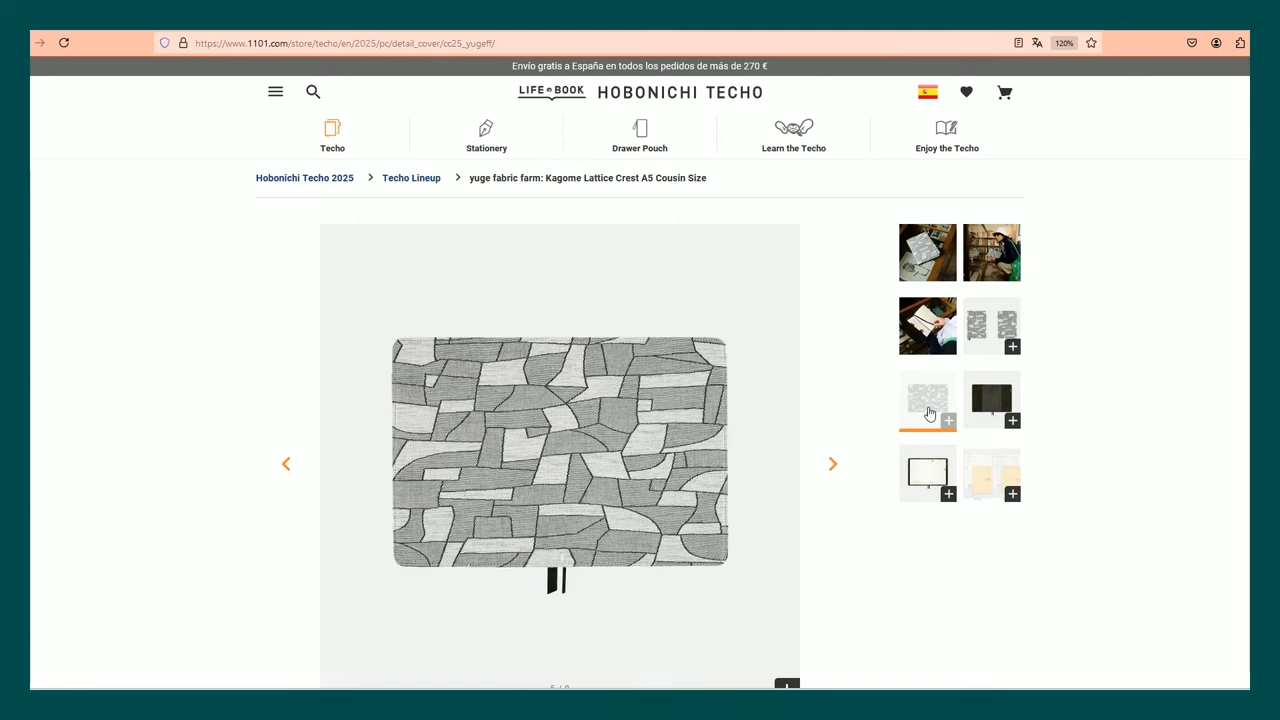 https://www.1101.com/store/techo/en/2025/pc/detail_cover/cc25_yugeff/
120%
Envío gratis a España en todos los pedidos de más de 270 €
LIFE BOOK HOBONICHI TECHO
Techo
Stationery
Drawer Pouch
Learn the Techo
Enjoy the Techo
Hobonichi Techo 2025 > Techo Lineup > yuge fabric farm: Kagome Lattice Crest A5 Cousin Size